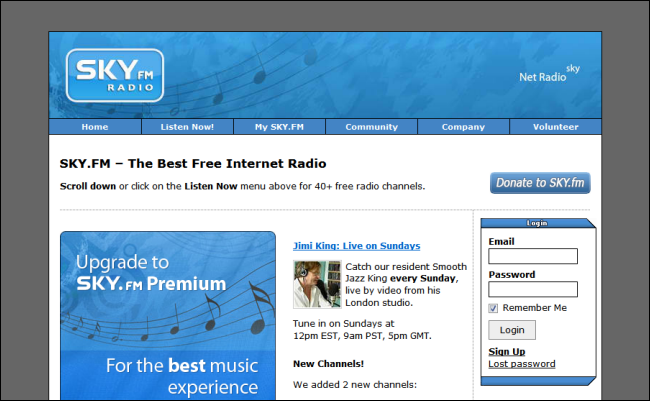 SKY.FM
RADIO
sky
Net Radio
Home Listen Now! My SKY.FM Community Company Volunteer
SKY.FM – The Best Free Internet Radio
Scroll down or click on the Listen Now menu above for 40+ free radio channels.
Donate to SKY.fm
Upgrade to
SKY.FM Premium
For the best music
experience
Jimi King: Live on Sundays
Catch our resident Smooth
Jazz King every Sunday,
live by video from his
London studio.
Tune in on Sundays at
12pm EST, 9am PST, 5pm GMT.
New Channels!
We added 2 new channels:
Login
Email
Password
Remember Me
Login
Sign Up
Lost password